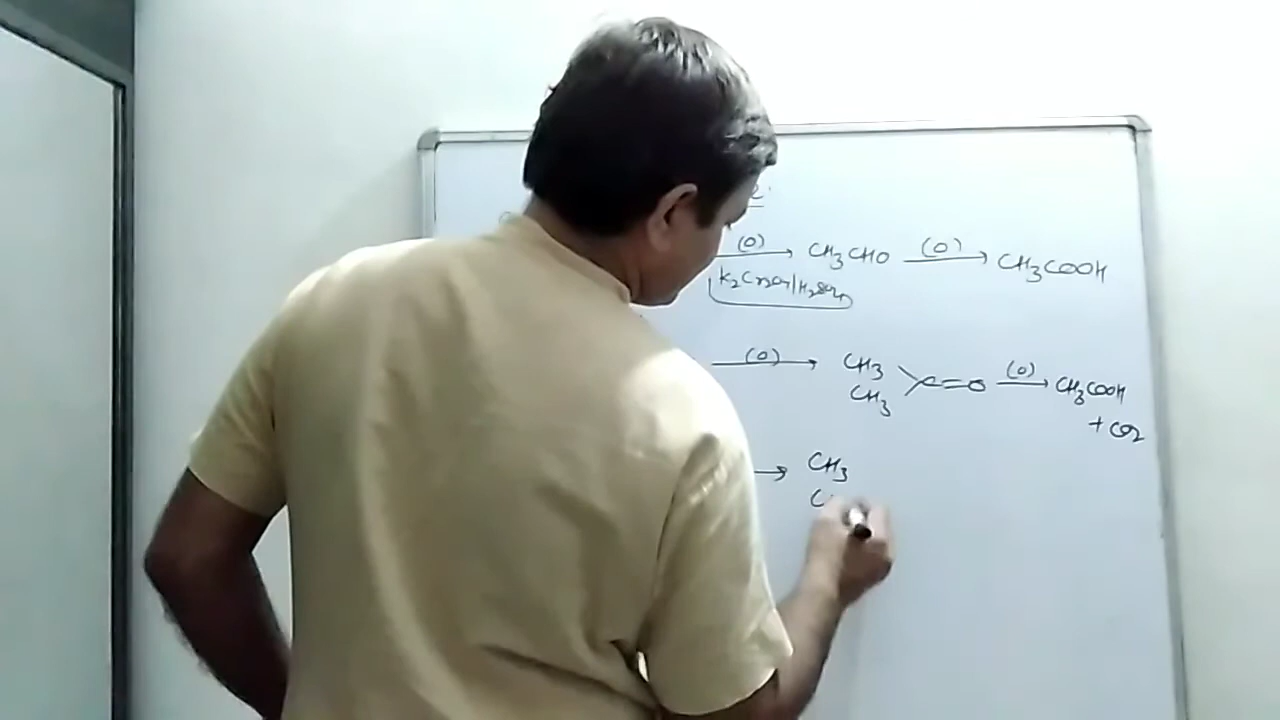 (O) → CH3CHO (O) → CH3COOH
K2Cr2O7/H2SO4
(O) → CH3 CH3 > C=O (O) → CH3COOH
+ CO2
→ CH3
C